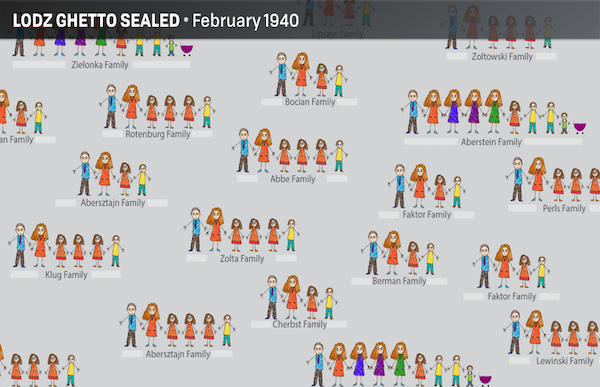 LODZ GHETTO SEALED • February 1940
Lipszyc Family
Zielonka Family
Zoltowski Family
Bocian Family
an Family
Rotenburg Family
Aberstein Family
Abbe Family
Abersztajn Family
Faktor Family
Perls Family
Zolta Family
Klug Family
Berman Family
Faktor Family
Cherbst Family
Abersztajn Family
Lewinski Family